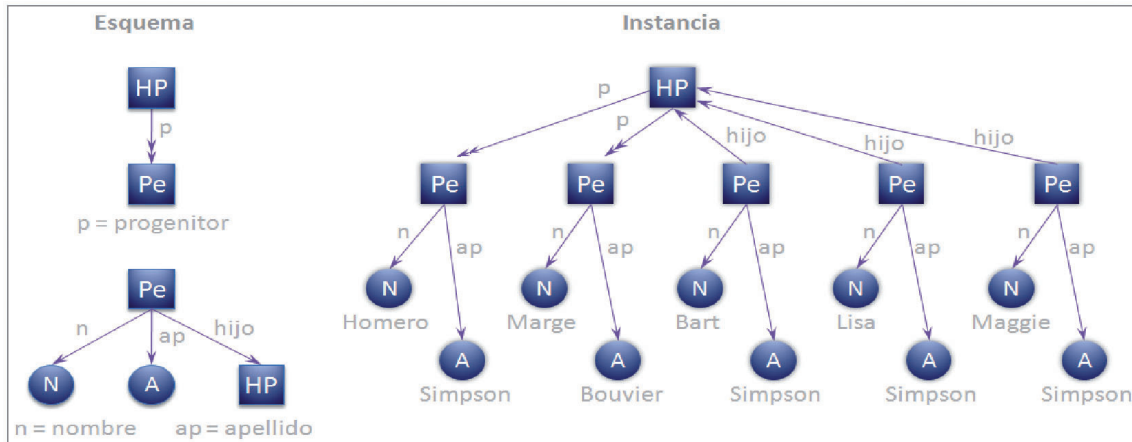 Esquema
HP
p
Pe
p = progenitor
Pe
n
ap
hijo
N
A
HP
n = nombre
ap = apellido
Instancia
HP
p
p
hijo
hijo
hijo
Pe
Pe
Pe
Pe
Pe
n
ap
n
ap
n
ap
n
ap
n
ap
N
N
N
N
N
Homero
Marge
Bart
Lisa
Maggie
A
A
A
A
A
Simpson
Bouvier
Simpson
Simpson
Simpson